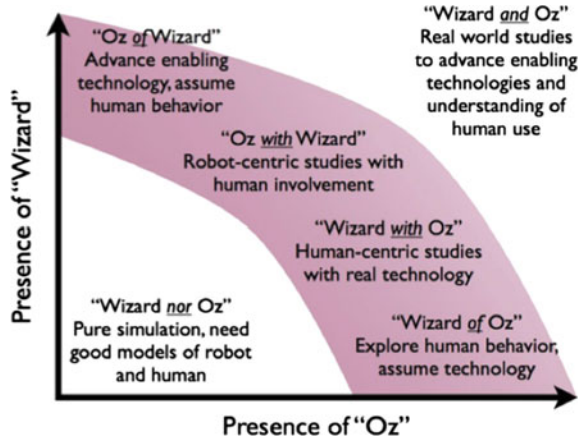 “Oz of Wizard”
Advance enabling
technology, assume
human behavior
“Wizard and Oz”
Real world studies
to advance enabling
technologies and
understanding of
human use
“Oz with Wizard”
Robot-centric studies with
human involvement
“Wizard with Oz”
Human-centric studies
with real technology
“Wizard nor Oz”
Pure simulation, need
good models of robot
and human
“Wizard of Oz”
Explore human behavior,
assume technology
Presence of “Wizard”
Presence of “Oz”